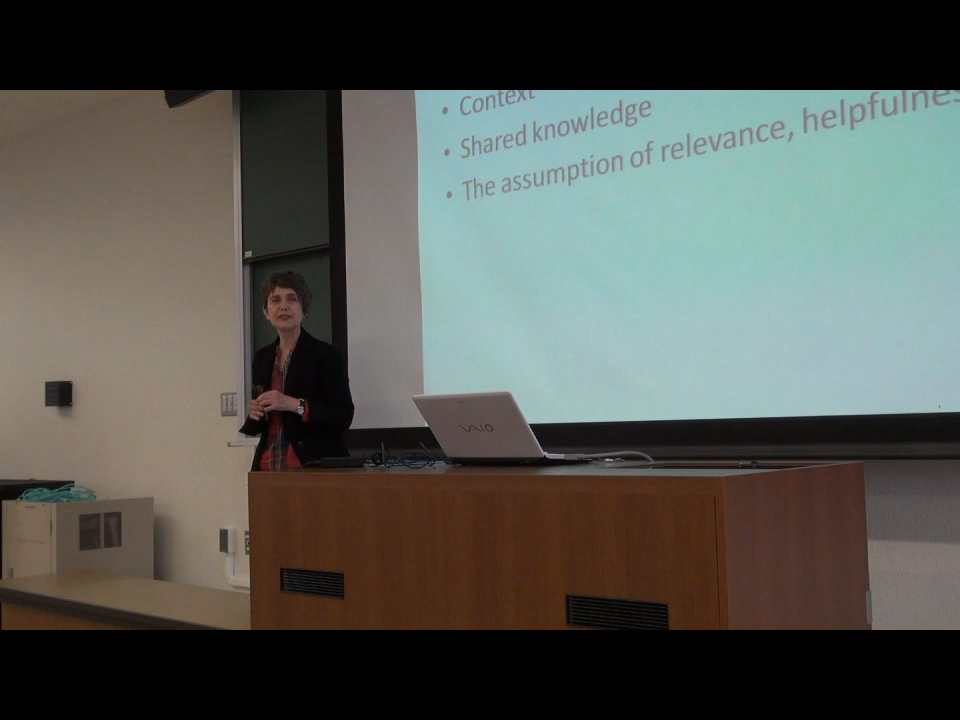 • Context
• Shared knowledge
• The assumption of relevance, helpfulnes
VAIO